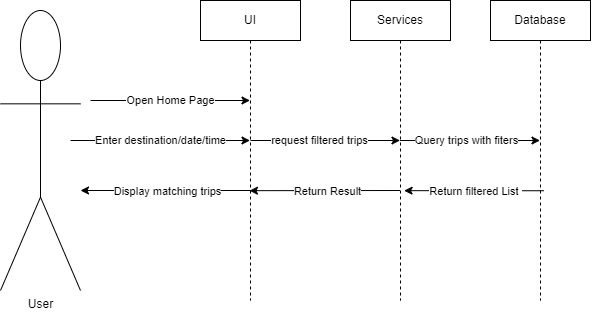 UI
Services
Database
Open Home Page
Enter destination/date/time
request filtered trips
Query trips with fiters
Display matching trips
Return Result
Return filtered List
User